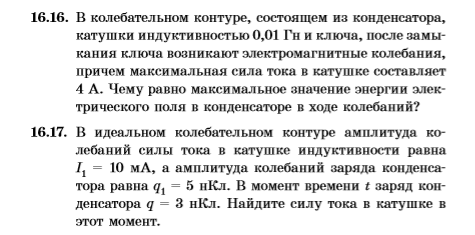 16.16. В колебательном контуре, состоящем из конденсатора,
катушки индуктивностью 0,01 Гн и ключа, после замы-
кания ключа возникают электромагнитные колебания,
причем максимальная сила тока в катушке составляет
4 А. Чему равно максимальное значение энергии элек-
трического поля в конденсаторе в ходе колебаний?
16.17. В идеальном колебательном контуре амплитуда ко-
лебаний силы тока в катушке индуктивности равна
I₁ = 10 мА, а амплитуда колебаний заряда конденса-
тора равна q₁ = 5 нКл. В момент времени t заряд кон-
денсатора q = 3 нКл. Найдите силу тока в катушке в
этот момент.